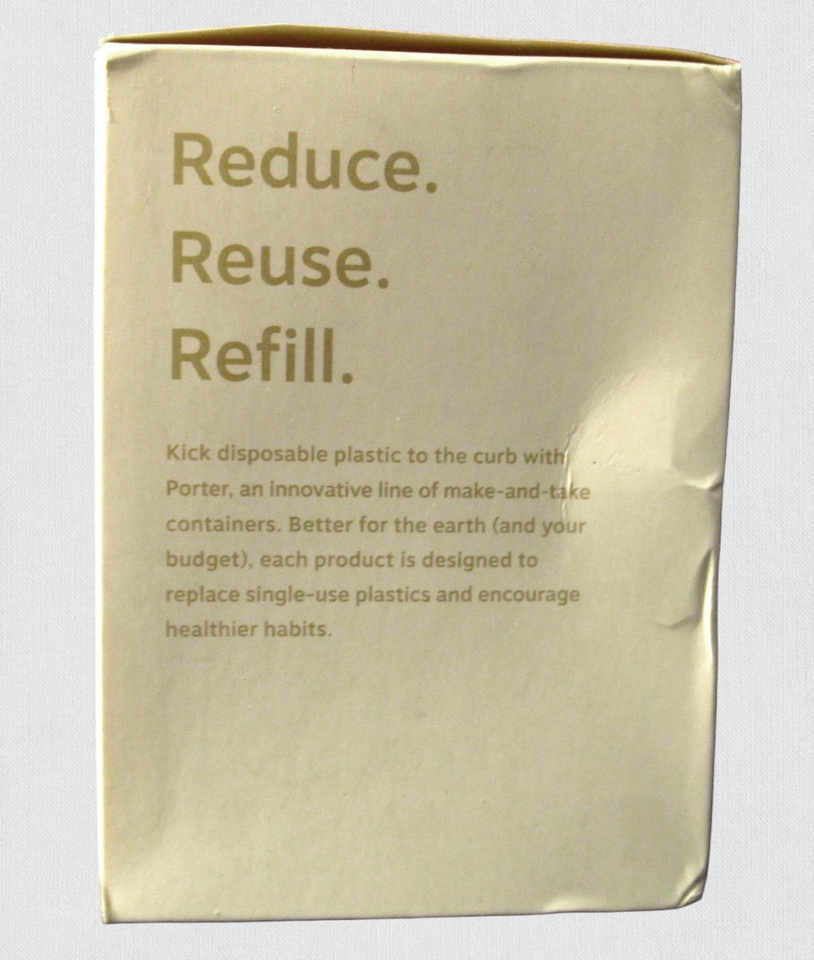 Reduce.
Reuse.
Refill.
Kick disposable plastic to the curb with
Porter, an innovative line of make-and-take
containers. Better for the earth (and your
budget), each product is designed to
replace single-use plastics and encourage
healthier habits.